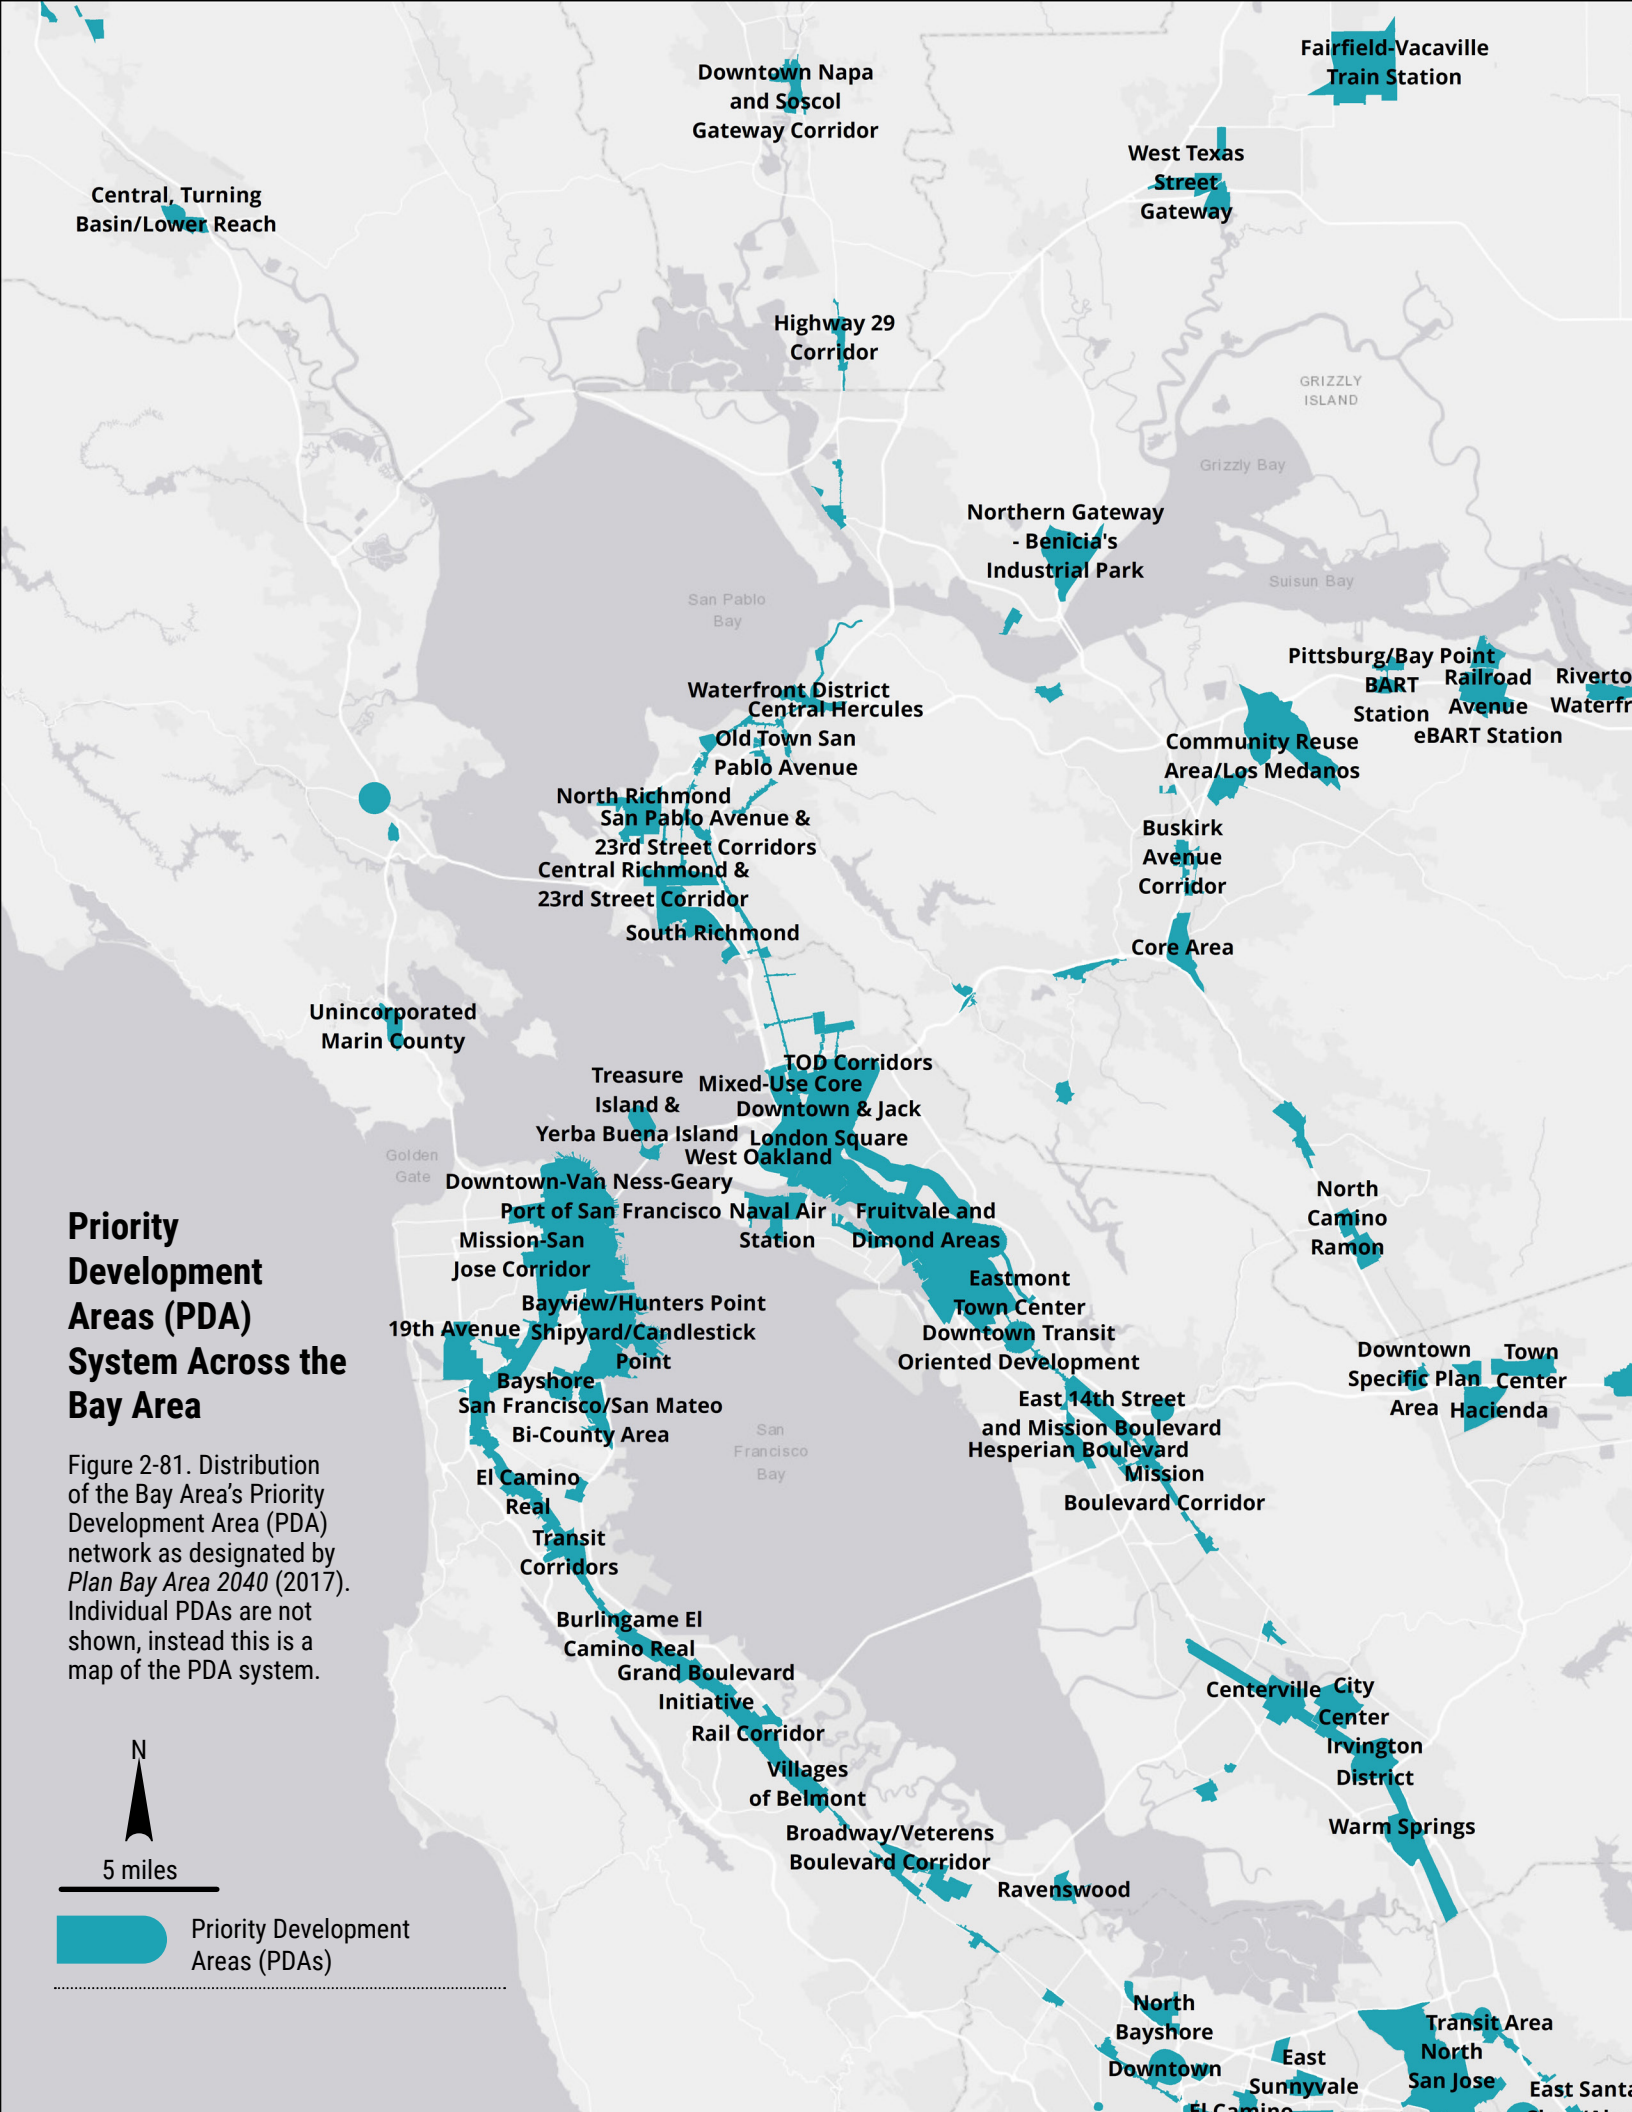 Fairfield-Vacaville
Train Station
Downtown Napa
and Soscol
Gateway Corridor
West Texas
Street
Gateway
Central, Turning
Basin/Lower Reach
Highway 29
Corridor
GRIZZLY
ISLAND
Grizzly Bay
Northern Gateway
- Benicia's
Industrial Park
Suisun Bay
San Pablo
Bay
Pittsburg/Bay Point
BART
Station
Railroad
Avenue
eBART Station
Riverto
Waterfr
Waterfront District
Central Hercules
Old Town San
Pablo Avenue
Community Reuse
Area/Los Medanos
North Richmond
San Pablo Avenue &
23rd Street Corridors
Central Richmond &
23rd Street Corridor
South Richmond
Buskirk
Avenue
Corridor
Core Area
Unincorporated
Marin County
TOD Corridors
Treasure
Island &
Yerba Buena Island
Mixed-Use Core
Downtown & Jack
London Square
West Oakland
Golden
Gate
Downtown-Van Ness-Geary
Port of San Francisco
Naval Air
Station
Fruitvale and
Dimond Areas
North
Camino
Ramon
Mission-San
Jose Corridor
Eastmont
Town Center
Bayview/Hunters Point
Shipyard/Candlestick
Point
19th Avenue
Downtown Transit
Oriented Development
Downtown
Specific Plan
Area
Town
Center
Hacienda
Bayshore
San Francisco/San Mateo
Bi-County Area
East 14th Street
and Mission Boulevard
Hesperian Boulevard
Mission
Boulevard Corridor
San
Francisco
Bay
El Camino
Real
Transit
Corridors
Burlingame El
Camino Real
Grand Boulevard
Initiative
Rail Corridor
Villages
of Belmont
Broadway/Veterens
Boulevard Corridor
Ravenswood
Centerville
City
Center
Irvington
District
Warm Springs
North
Bayshore
Downtown
East
Sunnyvale
El Camino
Transit Area
North
San Jose
East Santa
Priority
Development
Areas (PDA)
System Across the
Bay Area
Figure 2-81. Distribution
of the Bay Area’s Priority
Development Area (PDA)
network as designated by
Plan Bay Area 2040 (2017).
Individual PDAs are not
shown, instead this is a
map of the PDA system.
N
5 miles
Priority Development
Areas (PDAs)